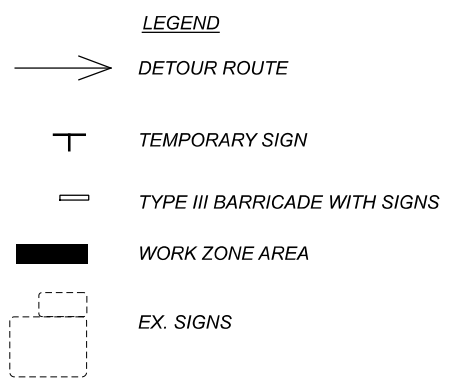 LEGEND
DETOUR ROUTE
TEMPORARY SIGN
TYPE III BARRICADE WITH SIGNS
WORK ZONE AREA
EX. SIGNS